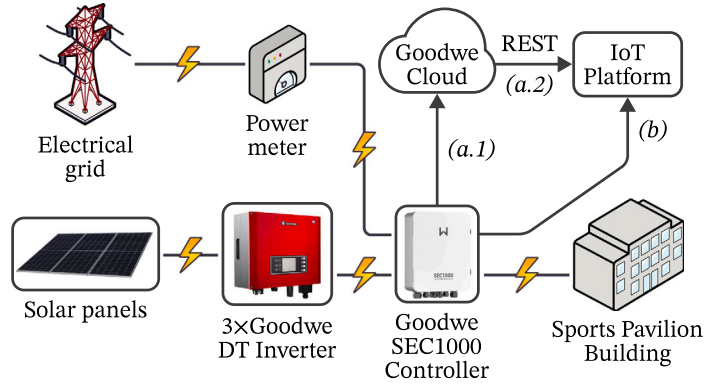 Electrical
grid
Power
meter
Goodwe
Cloud
REST
(a.2)
IoT
Platform
(a.1)
(b)
Solar panels
3×Goodwe
DT Inverter
SEC1000
Goodwe
SEC1000
Controller
Sports Pavilion
Building